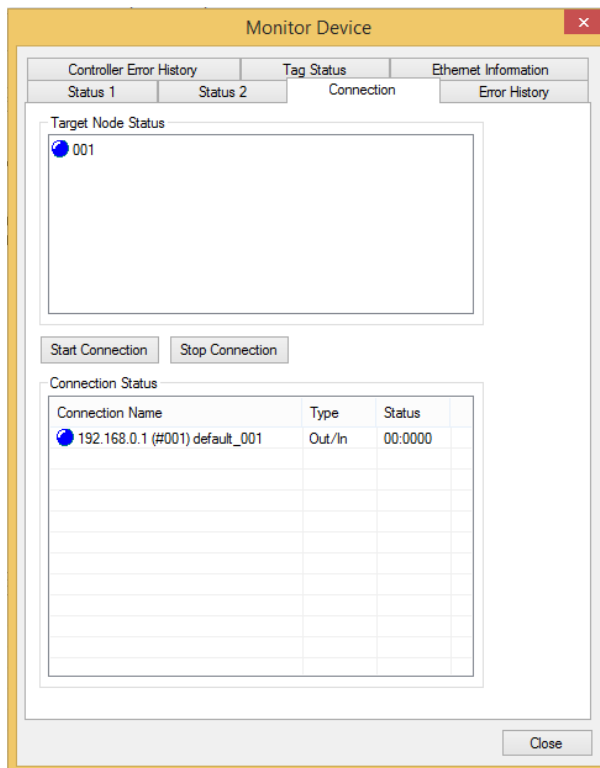 Monitor Device
Controller Error History Tag Status Ethernet Information
Status 1 Status 2 Connection Error History
Target Node Status
001
Start Connection Stop Connection
Connection Status
Connection Name Type Status
192.168.0.1 (#001) default_001 Out/In 00:0000
Close